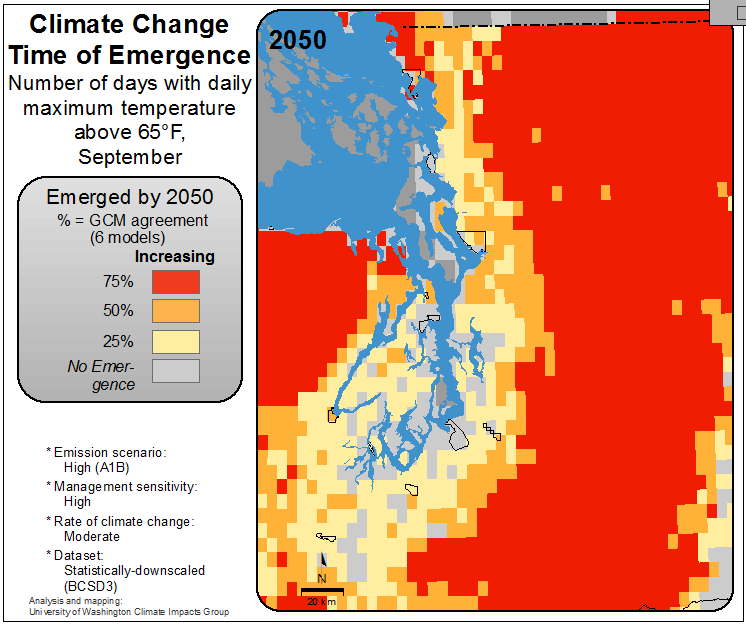 Climate Change
Time of Emergence
Number of days with daily
maximum temperature
above 65°F,
September
Emerged by 2050
% = GCM agreement
(6 models)
Increasing
75%
50%
25%
No Emer-
gence
* Emission scenario:
High (A1B)
* Management sensitivity:
High
* Rate of climate change:
Moderate
* Dataset:
Statistically-downscaled
(BCSD3)
Analysis and mapping:
University of Washington Climate Impacts Group
2050
N
20 km